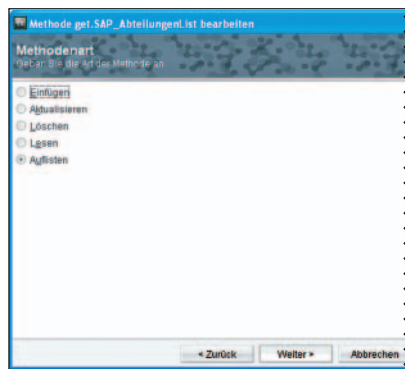 Methode get.SAP_AbteilungenList bearbeiten
Methodenart
Geben Sie die Art der Methode an
Einfügen
Aktualisieren
Löschen
Lesen
Auflisten
< Zurück
Weiter >
Abbrechen